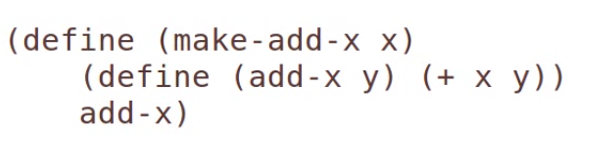 (define (make-add-x x)
    (define (add-x y) (+ x y))
    add-x)